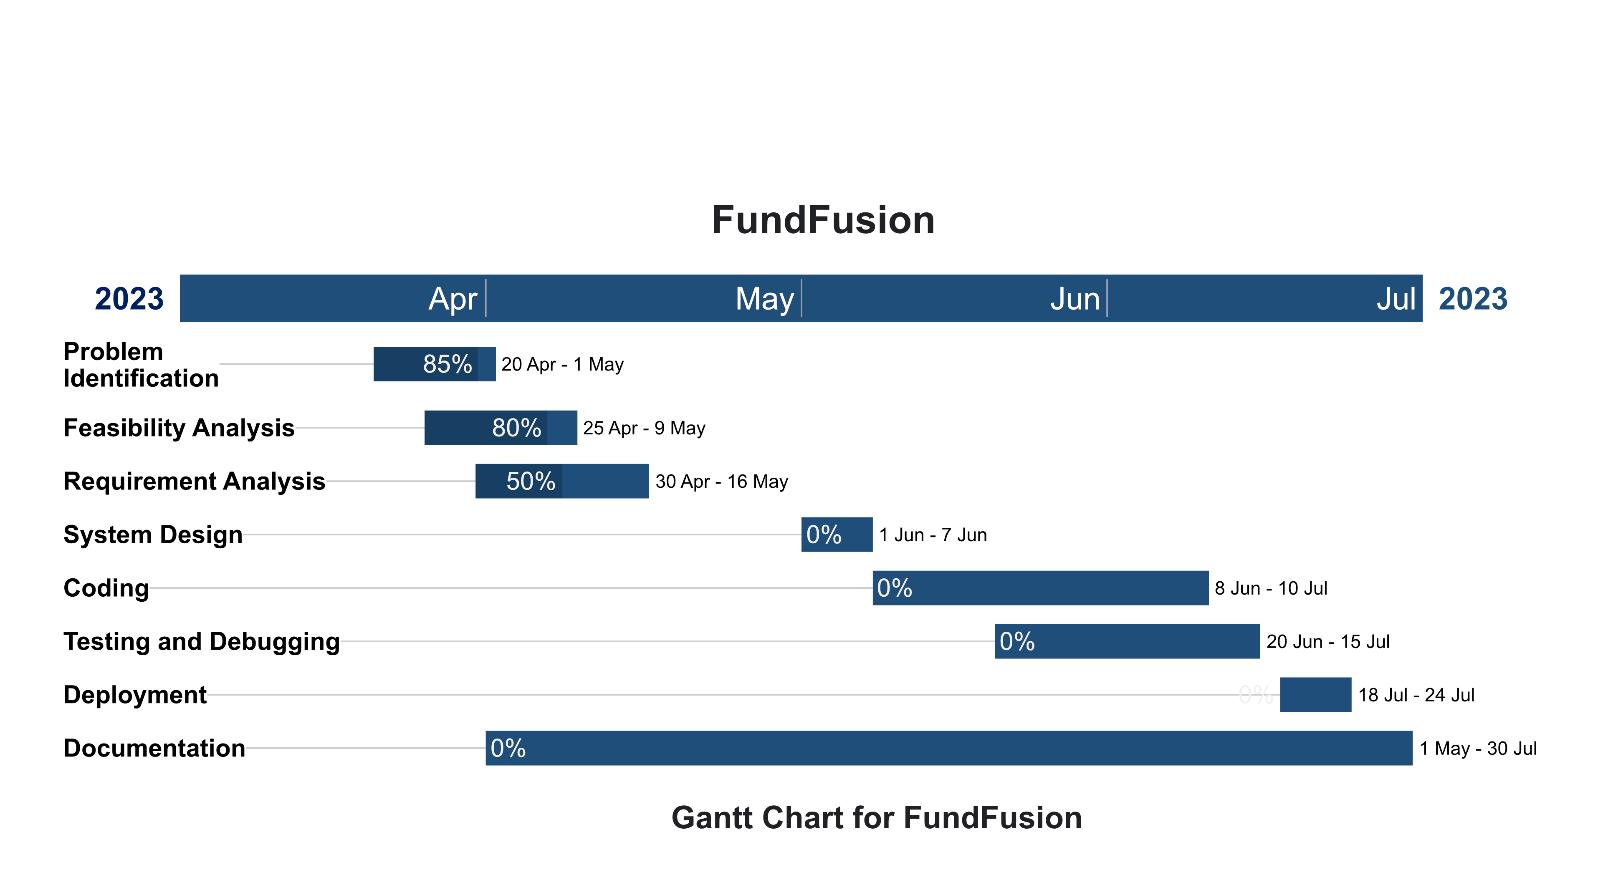 FundFusion
2023 Apr May Jun Jul 2023
Problem
Identification
85% 20 Apr - 1 May
Feasibility Analysis 80% 25 Apr - 9 May
Requirement Analysis 50% 30 Apr - 16 May
System Design 0% 1 Jun - 7 Jun
Coding 0% 8 Jun - 10 Jul
Testing and Debugging 0% 20 Jun - 15 Jul
Deployment 0% 18 Jul - 24 Jul
Documentation 0% 1 May - 30 Jul
Gantt Chart for FundFusion